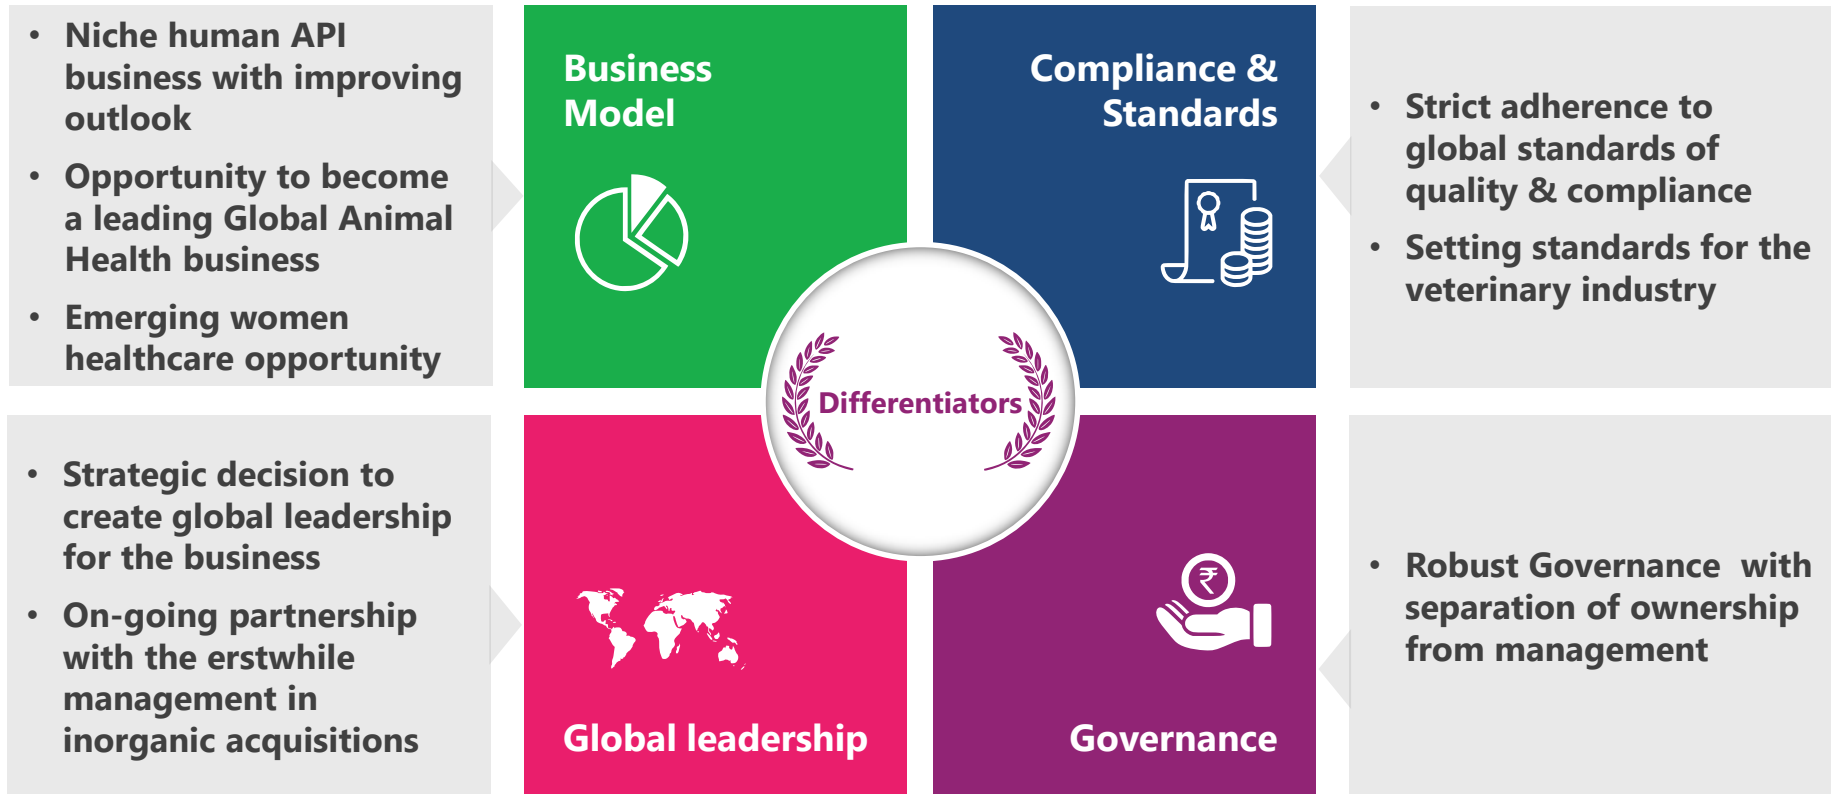 • Niche human API
business with improving
outlook
• Opportunity to become
a leading Global Animal
Health business
• Emerging women
healthcare opportunity
Business
Model
Compliance &
Standards
• Strict adherence to
global standards of
quality & compliance
• Setting standards for the
veterinary industry
Differentiators
• Strategic decision to
create global leadership
for the business
• On-going partnership
with the erstwhile
management in
inorganic acquisitions
Global leadership
₹
Governance
• Robust Governance  with
separation of ownership
from management